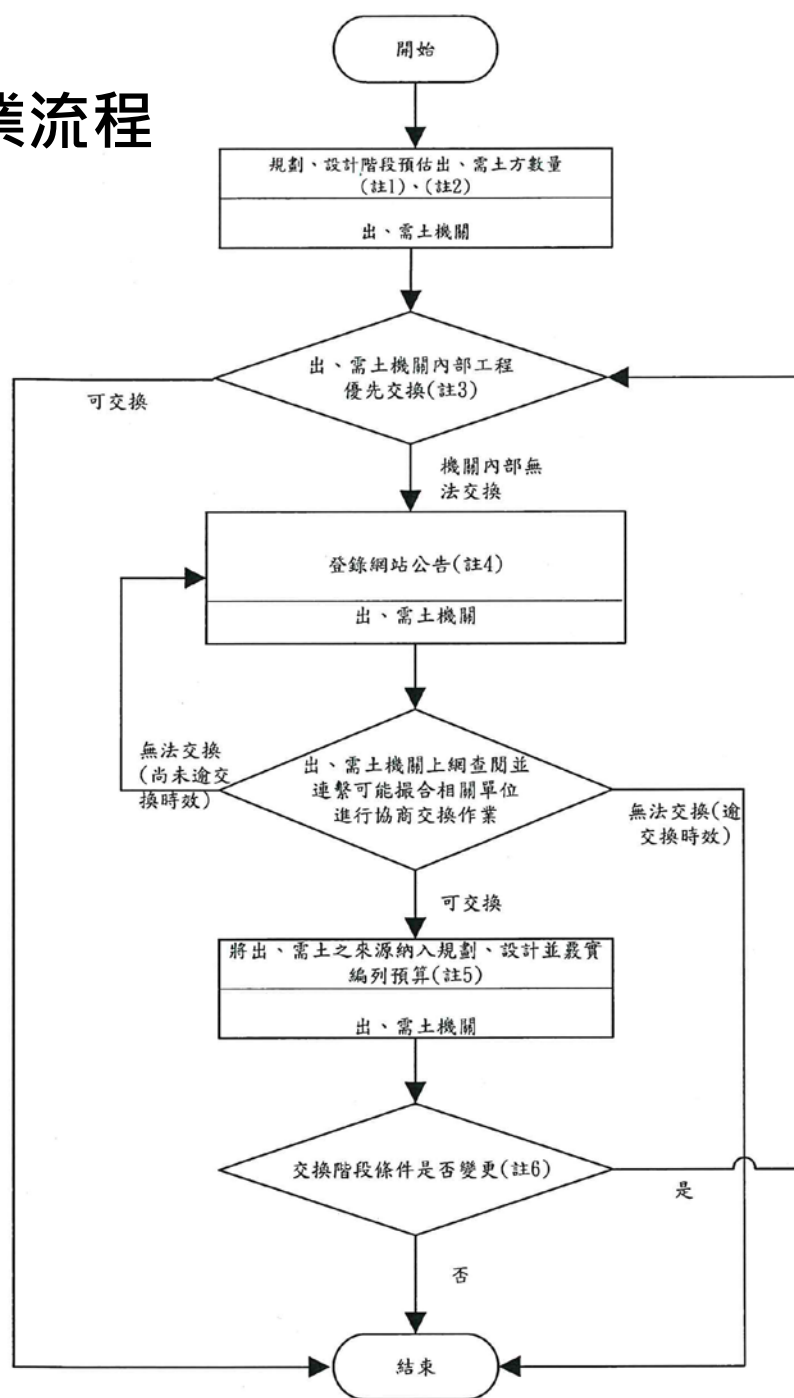 開始
業流程
規劃、設計階段預估出、需土方數量
(註1)、(註2)
出、需土機關
出、需土機關內部工程
優先交換(註3)
可交換
機關內部無
法交換
登錄網站公告(註4)
出、需土機關
無法交換
(尚未逾交
換時效)
出、需土機關上網查閱並
連繫可能撮合相關單位
進行協商交換作業
無法交換(逾
交換時效)
可交換
將出、需土之來源納入規劃、設計並覈實
編列預算(註5)
出、需土機關
交換階段條件是否變更(註6)
是
否
結束